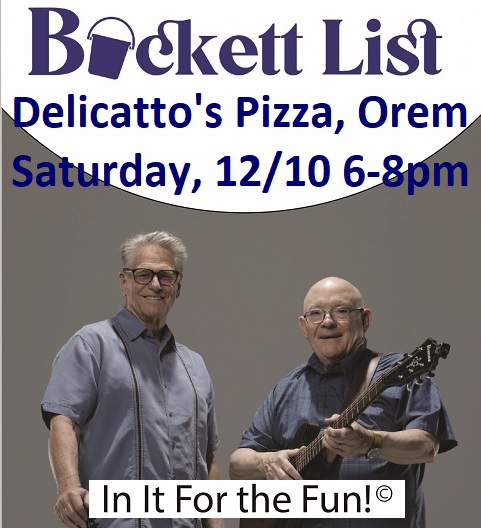 Buckett List
Delicatto's Pizza, Orem
Saturday, 12/10 6-8pm
In It For the Fun!©